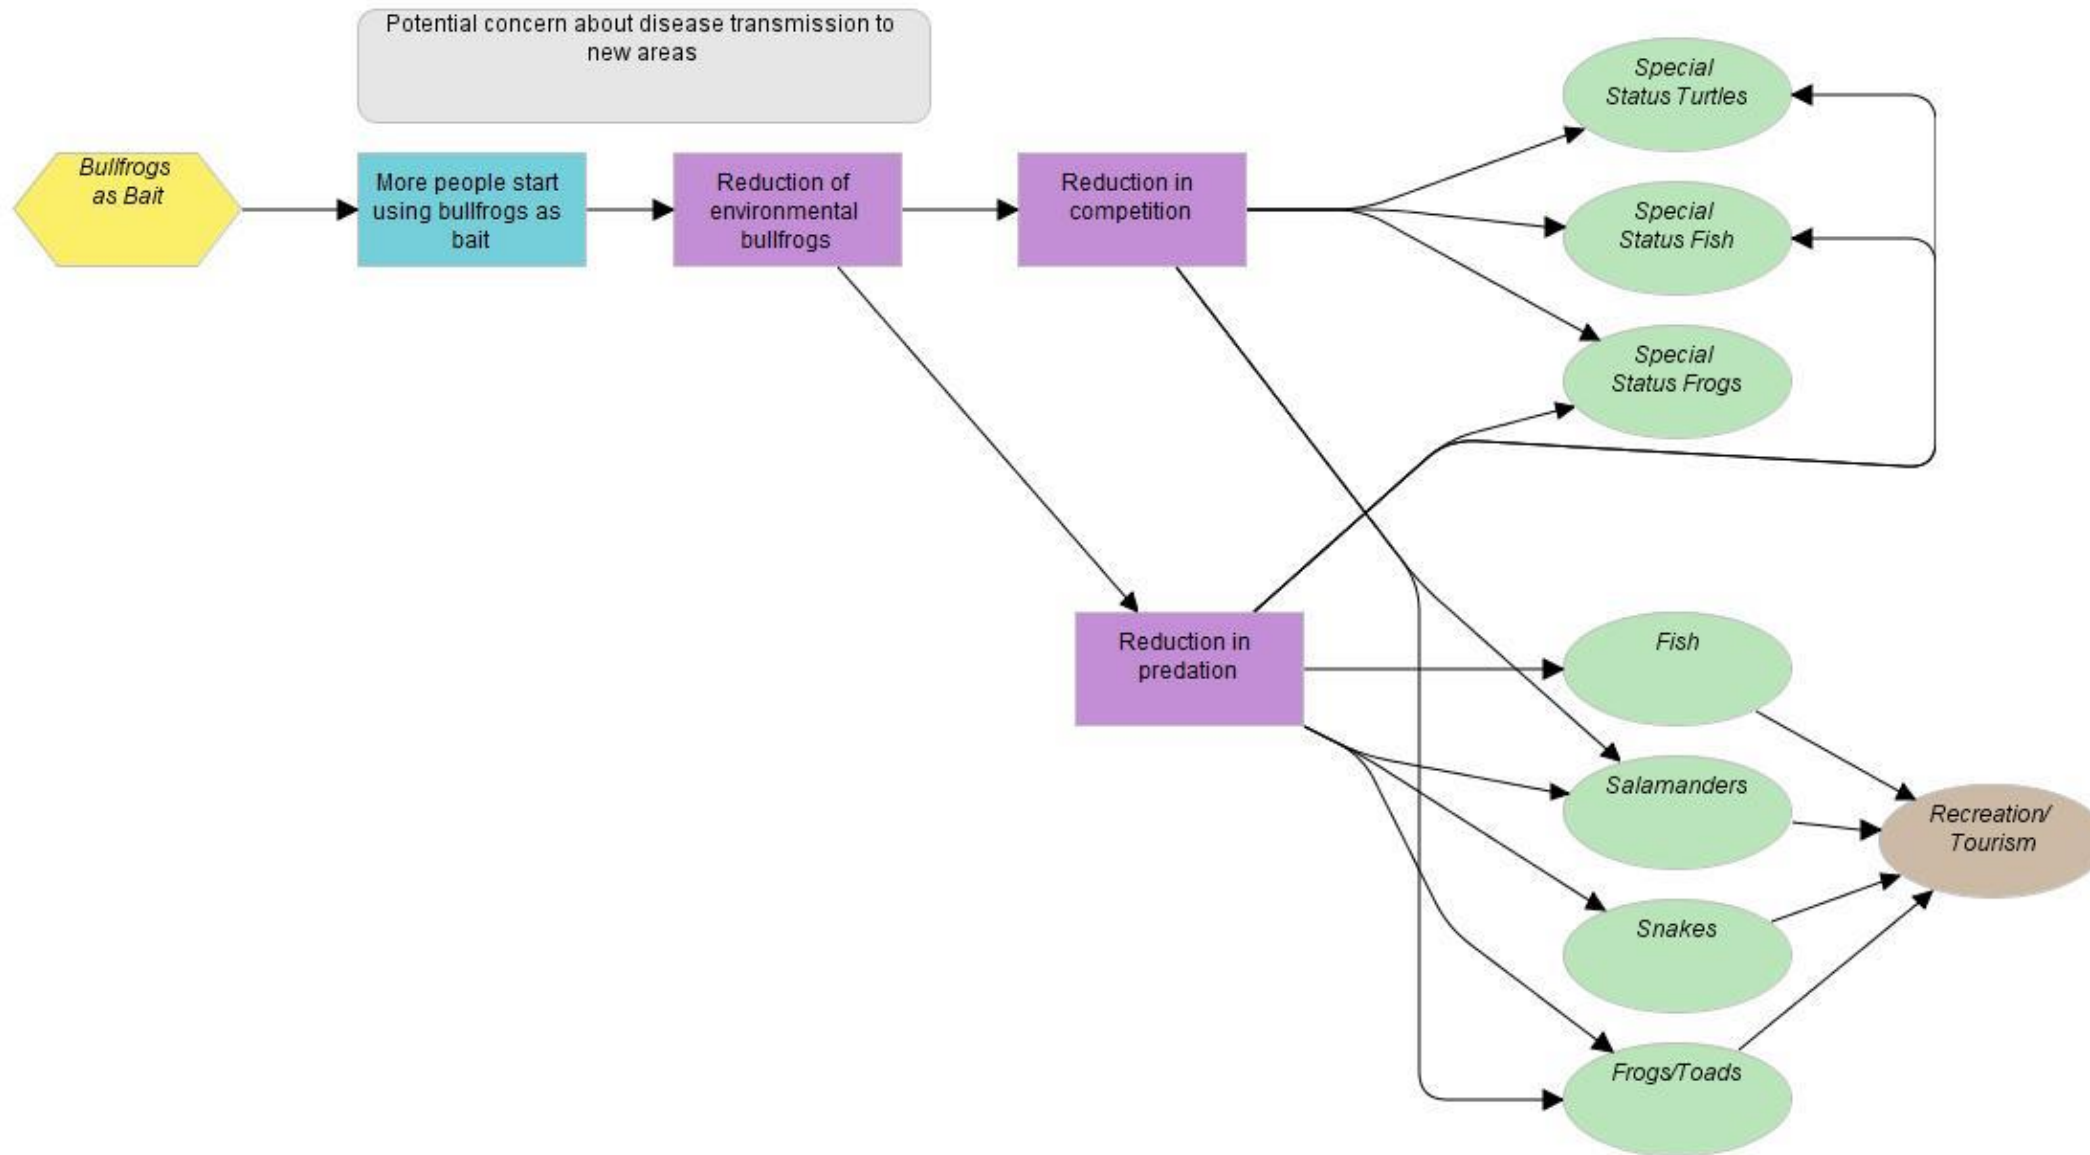 Potential concern about disease transmission to
new areas
Bullfrogs
as Bait
More people start
using bullfrogs as
bait
Reduction of
environmental
bullfrogs
Reduction in
competition
Special
Status Turtles
Special
Status Fish
Special
Status Frogs
Reduction in
predation
Fish
Salamanders
Snakes
Frogs/Toads
Recreation/
Tourism